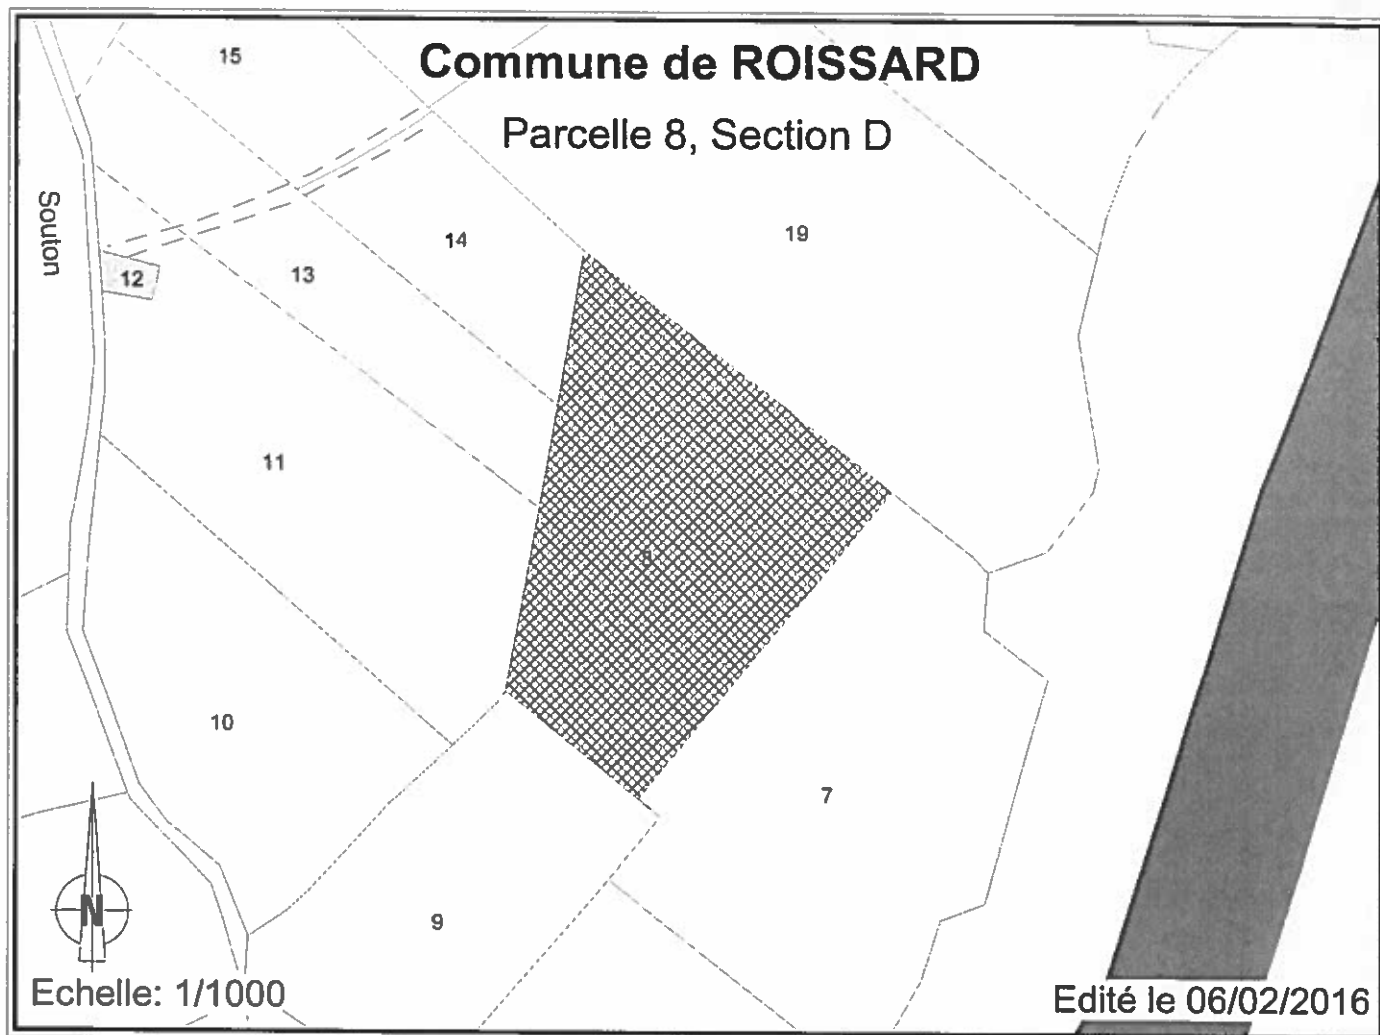 Commune de ROISSARD
Parcelle 8, Section D
15
Souton
14
19
12
13
11
8
10
7
9
N
Echelle: 1/1000
Edité le 06/02/2016